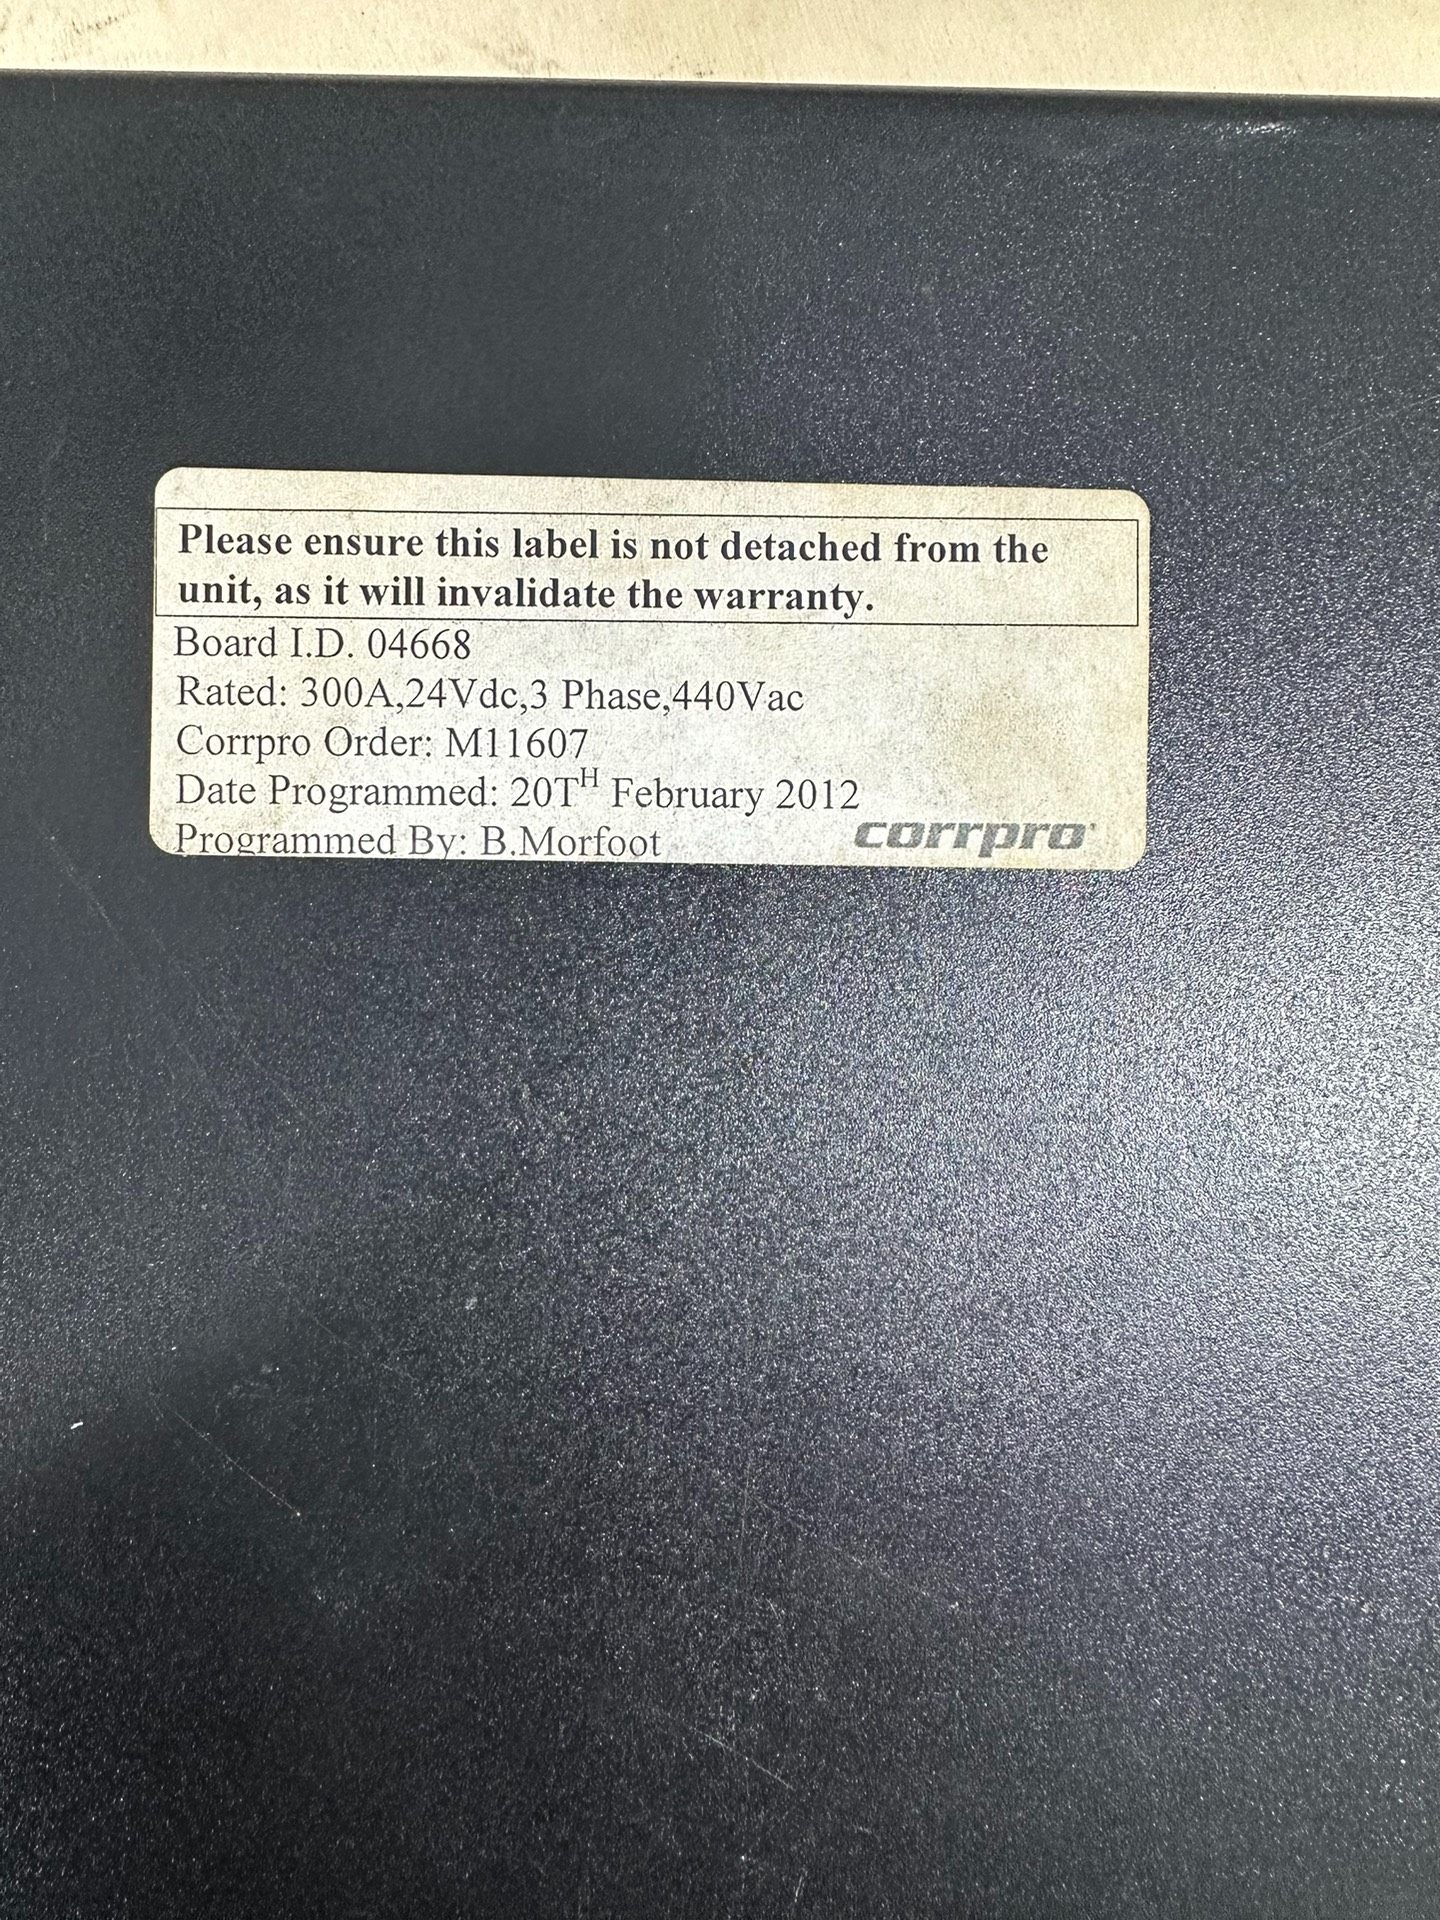 Please ensure this label is not detached from the
unit, as it will invalidate the warranty.
Board I.D. 04668
Rated: 300A,24Vdc,3 Phase,440Vac
Corrpro Order: M11607
Date Programmed: 20TH February 2012
Programmed By: B.Morfoot
corrpro